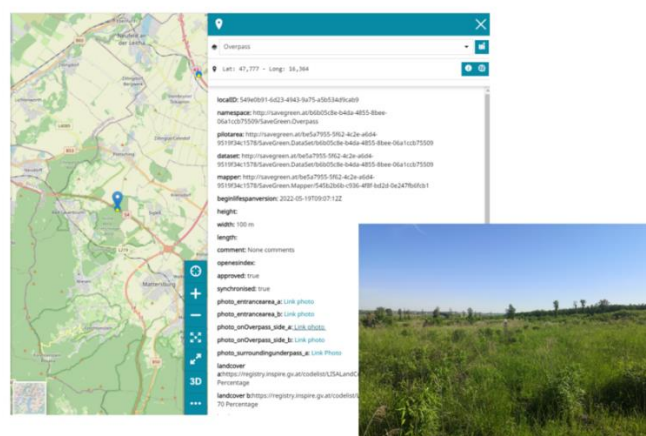 Overpass
Lat: 47,777 - Long: 16,364
localID: 549e0b91-6d23-4943-9a75-a5b534d9cab9
namespace: http://savegreen.at/b6b05c8e-b4da-4855-8bee-
06a1ccb75509/SaveGreen.Overpass
pilotarea: http://savegreen.at/be5a7955-5f62-4c2e-a6d4-
9519f34c1578/SaveGreen.DataSet/b6b05c8e-b4da-4855-8bee-06a1ccb75509
dataset: http://savegreen.at/be5a7955-5f62-4c2e-a6d4-
9519f34c1578/SaveGreen.DataSet/b6b05c8e-b4da-4855-8bee-06a1ccb75509
mapper: http://savegreen.at/be5a7955-5f62-4c2e-a6d4-
9519f34c1578/SaveGreen.Mapper/545b2b6b-c936-4f8f-bd2d-0e247fb6fcb1
beginlifespanversion: 2022-05-19T09:07:12Z
height:
width: 100 m
length:
comment: None comments
openesindex:
approved: true
synchronised: true
photo_entrancearea_a: Link photo
photo_entrancearea_b: Link photo
photo_onOverpass_side_a: Link photo
photo_onOverpass_side_b: Link photo
photo_surroundingunderpass_a: Link Photo
landcover
a:https://registry.inspire.gv.at/codelist/LISALandC
Percentage
landcover b:https://registry.inspire.gv.at/codelist/L
70 Percentage
Mattersburg
3D